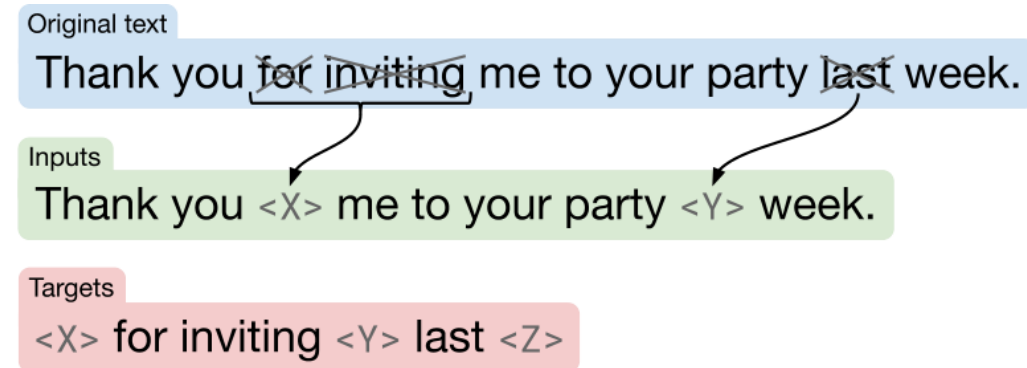 Original text
Thank you for inviting me to your party last week.
Inputs
Thank you <X> me to your party <Y> week.
Targets
<X> for inviting <Y> last <Z>